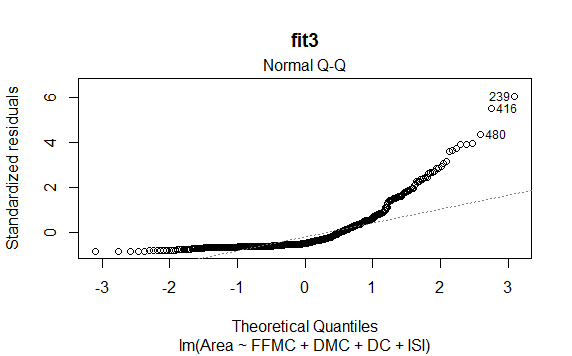 fit3
Normal Q-Q
Standardized residuals
6
4
2
0
239
416
480
-3 -2 -1 0 1 2 3
Theoretical Quantiles
lm(Area ~ FFMC + DMC + DC + ISI)